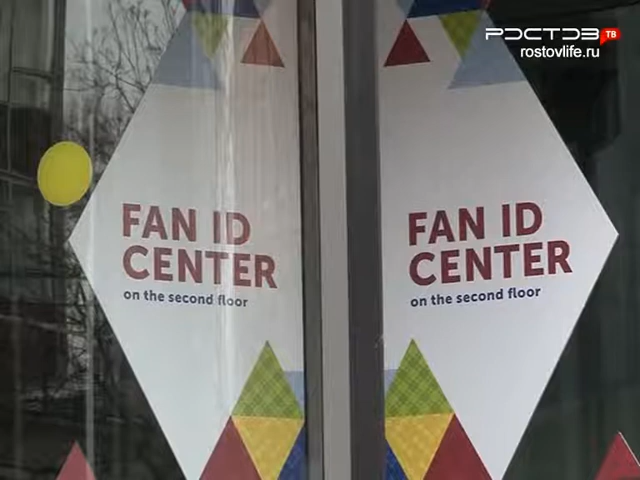 РОСТОВ ТВ
rostovlife.ru
FAN ID
CENTER
on the second floor
FAN ID
CENTER
on the second floor